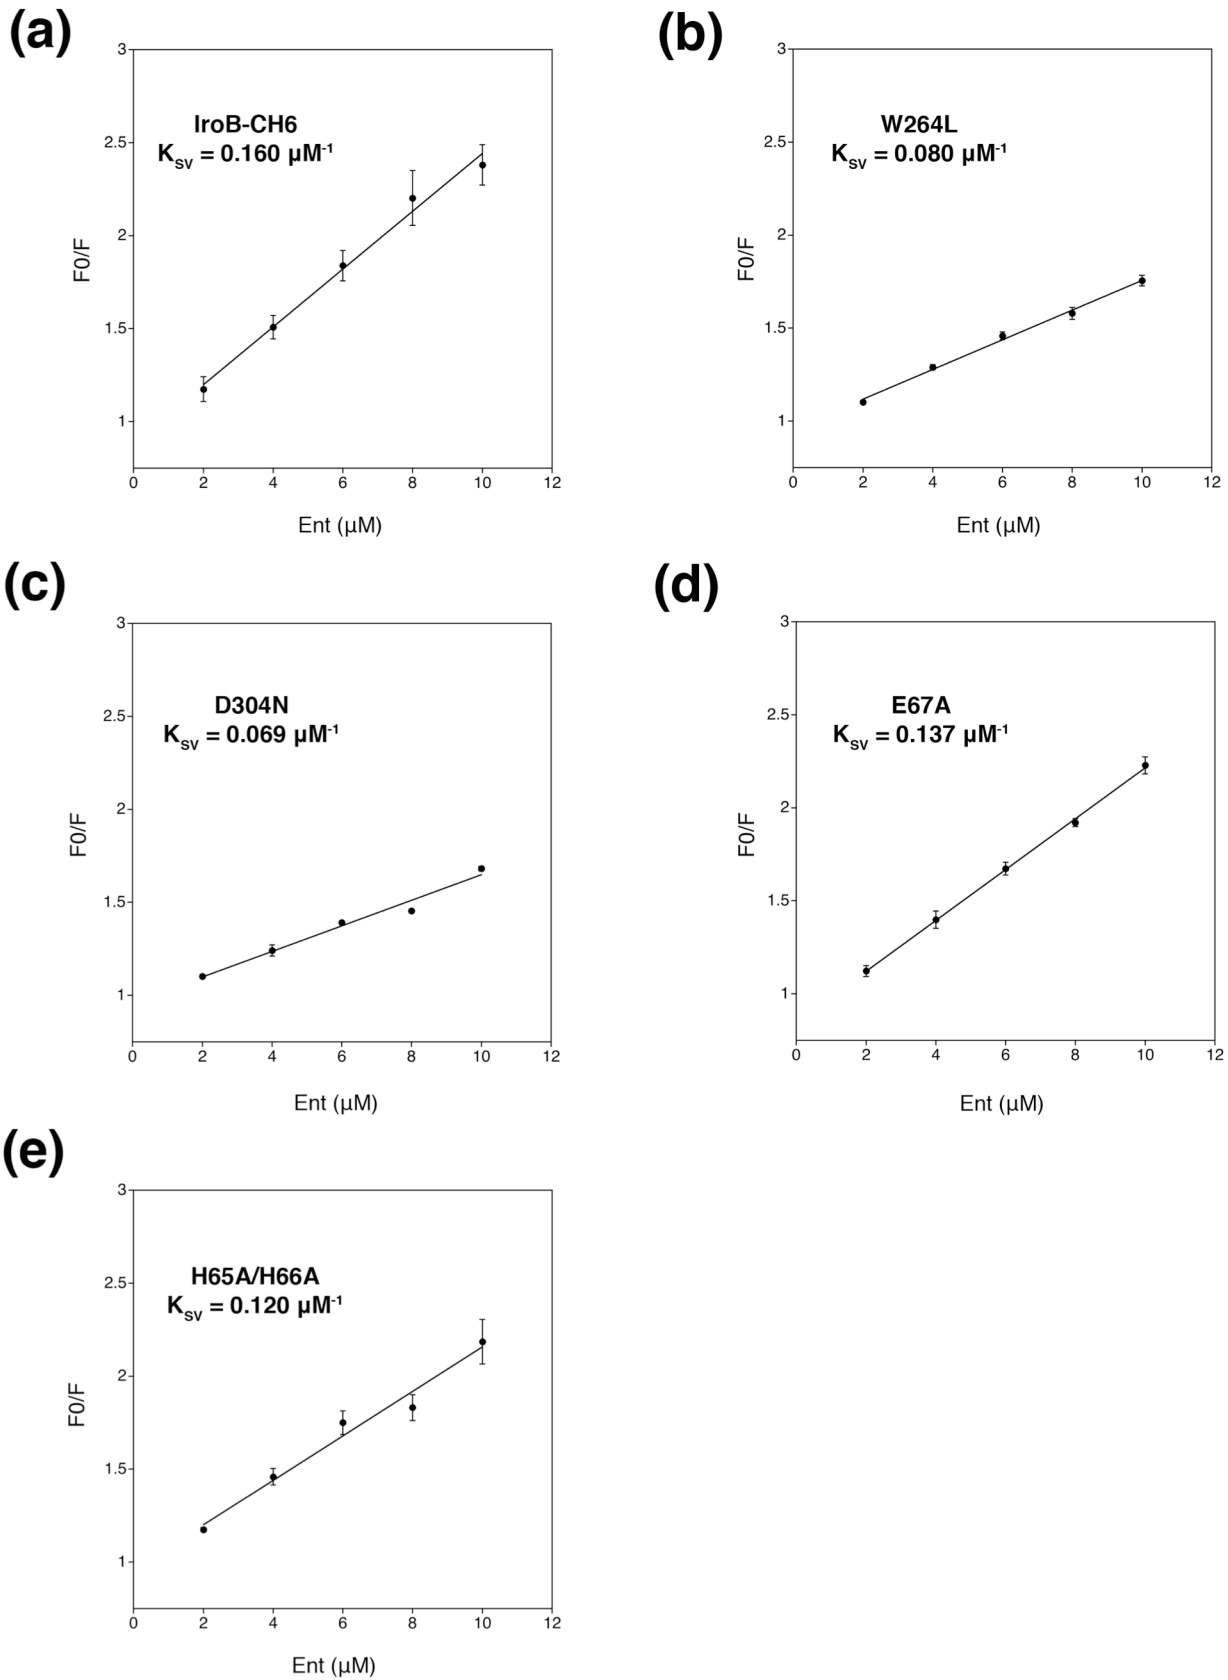 (a)
3
2.5
2
1.5
1
F0/F
IroB-CH6
K_SV = 0.160 µM⁻¹
0 2 4 6 8 10 12
Ent (µM)
(b)
3
2.5
2
1.5
1
F0/F
W264L
K_SV = 0.080 µM⁻¹
0 2 4 6 8 10 12
Ent (µM)
(c)
3
2.5
2
1.5
1
F0/F
D304N
K_SV = 0.069 µM⁻¹
0 2 4 6 8 10 12
Ent (µM)
(d)
3
2.5
2
1.5
1
F0/F
E67A
K_SV = 0.137 µM⁻¹
0 2 4 6 8 10 12
Ent (µM)
(e)
3
2.5
2
1.5
1
F0/F
H65A/H66A
K_SV = 0.120 µM⁻¹
0 2 4 6 8 10 12
Ent (µM)